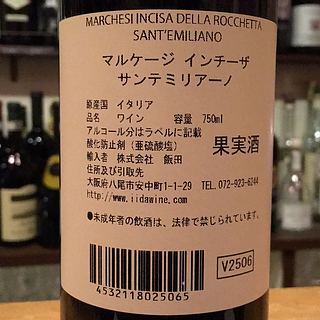 MARCHESI INCISA DELLA ROCCHETTA
SANT'EMILIANO
マルケージ インチーザ
サンテミリアーノ
原産国 イタリア
品名 ワイン 容量 750ml
アルコール分はラベルに記載
酸化防止剤（亜硫酸塩） 果実酒
輸入者 株式会社 飯田
住所及び引取先
大阪府八尾市安中町1-1-29 TEL. 072-923-6244
http://www.iidawine.com/
●未成年者の飲酒は、法律で禁じられています。
V2506
4532118025065